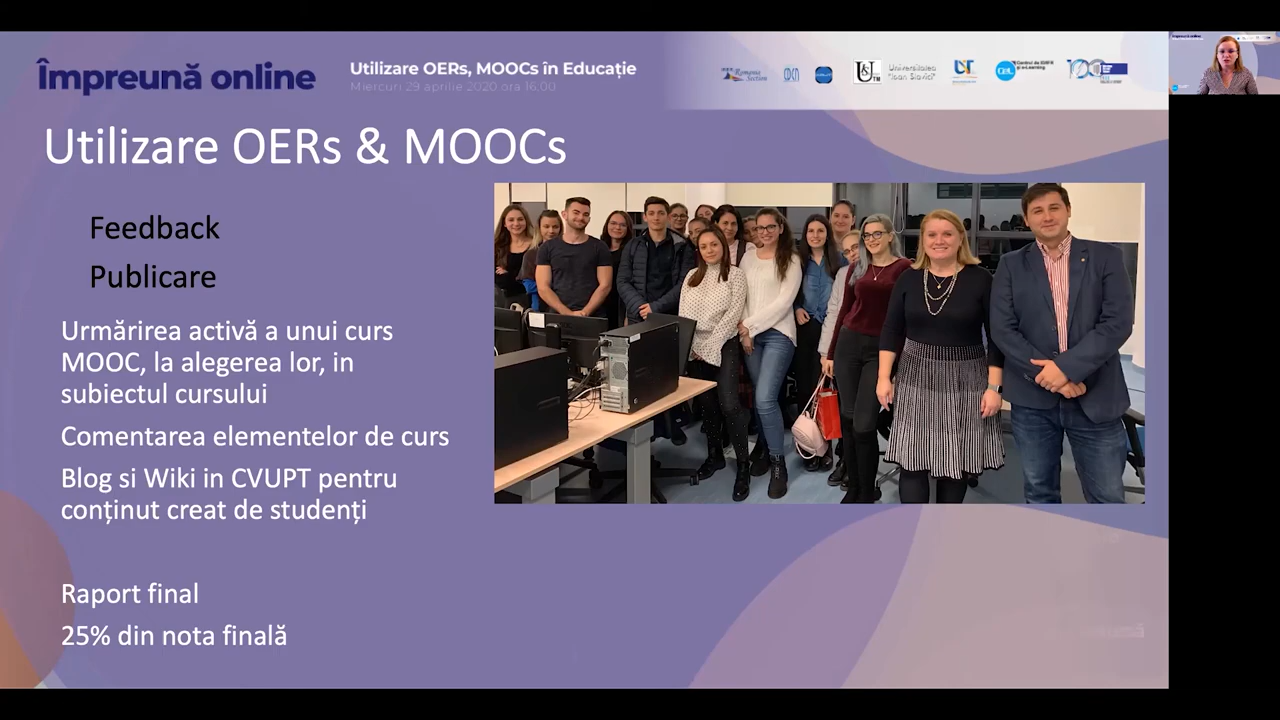 Împreună online
Utilizare OERs, MOOCs în Educație
Miercuri 29 aprilie 2020 ora 16.00
Romania
Section
Universitatea
"Ioan Slavici"
Utilizare OERs & MOOCs
Feedback
Publicare
Urmărirea activă a unui curs
MOOC, la alegerea lor, in
subiectul cursului
Comentarea elementelor de curs
Blog si Wiki in CVUPT pentru
conținut creat de studenți
Raport final
25% din nota finală